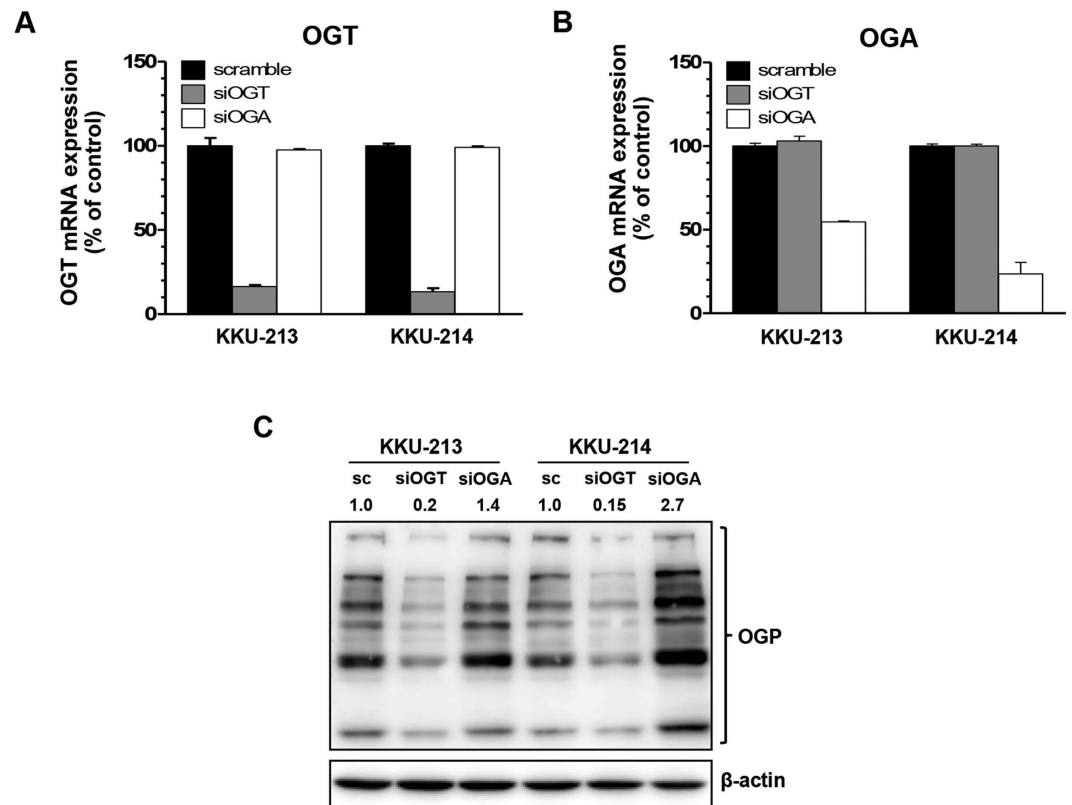 A
OGT
OGT mRNA expression
(% of control)
150
100
50
0
scramble
siOGT
siOGA
KKU-213
KKU-214
B
OGA
OGA mRNA expression
(% of control)
150
100
50
0
scramble
siOGT
siOGA
KKU-213
KKU-214
C
KKU-213 KKU-214
sc siOGT siOGA sc siOGT siOGA
1.0 0.2 1.4 1.0 0.15 2.7
OGP
β-actin